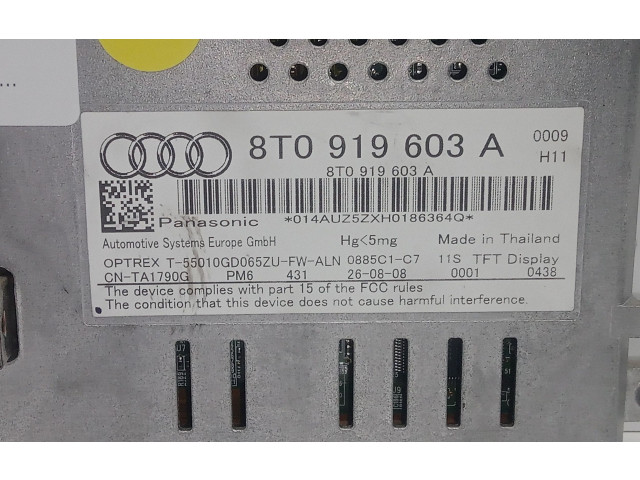 8T0 919 603 A 0009
H11
8T0 919 603 A
Panasonic *014AUZ5ZXH0186364Q*
Automotive Systems Europe GmbH Hg<5mg Made in Thailand
OPTREX T-55010GD065ZU-FW-ALN 0885C1-C7 11S TFT Display
CN-TA1790G PM6 431 26-08-08 0001 0438
The device complies with part 15 of the FCC rules
on the condition that this device does not cause harmful interference.